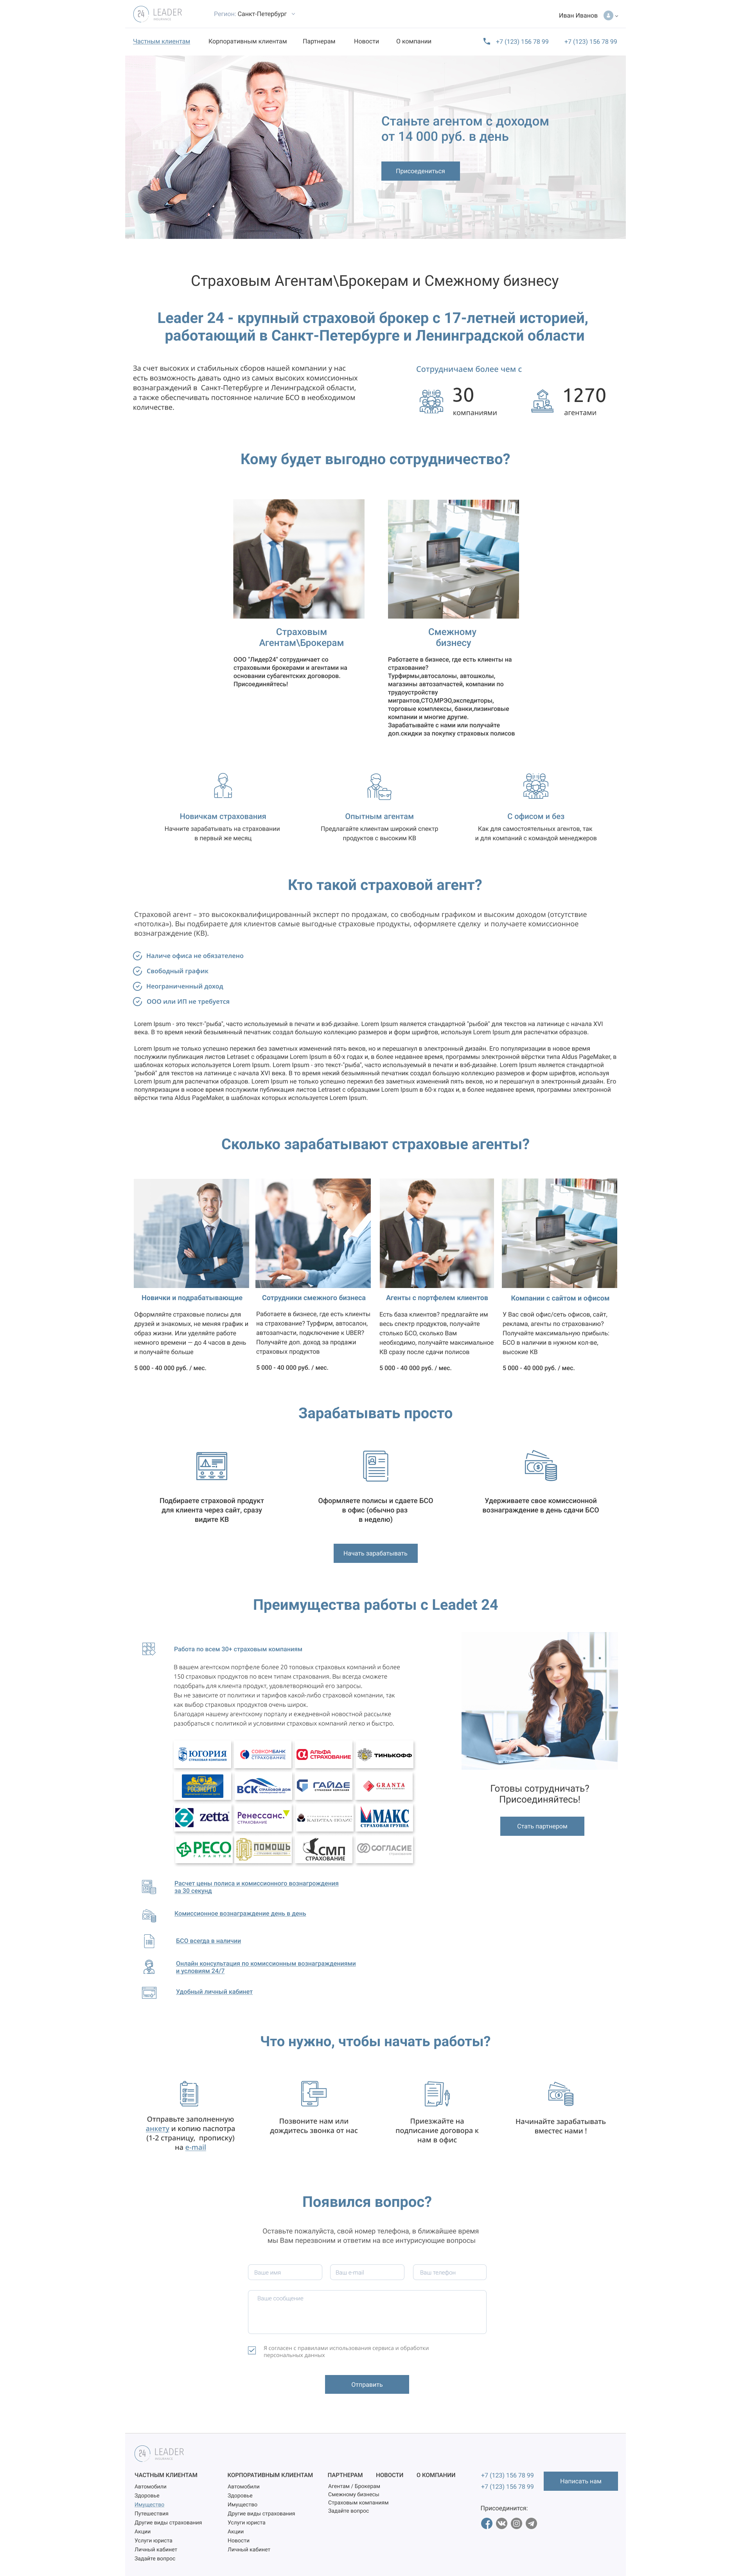 24 LEADER
Регион: Санкт-Петербург
Иван Иванов
Частным клиентам
Корпоративным клиентам
Партнерам
Новости
О компании
+7 (123) 156 78 99
+7 (123) 156 78 99
Станьте агентом с доходом
от 14 000 руб. в день
Присоедениться
Страховым Агентам\Брокерам и Смежному бизнесу
Leader 24 - крупный страховой брокер с 17-летней историей,
работающий в Санкт-Петербурге и Ленинградской области
За счет высоких и стабильных сборов нашей компании у нас
есть возможность давать одно из самых высоких комиссионных
вознаграждений в Санкт-Петербурге и Ленинградской области,
а также обеспечивать постоянное наличие БСО в необходимом
количестве.
Сотрудничаем более чем с
30
компаниями
1270
агентами
Кому будет выгодно сотрудничество?
Страховым
Агентам\Брокерам
ООО "Лидер24" сотрудничает со
страховыми брокерами и агентами на
основании субагентских договоров.
Присоединяйтесь!
Смежному
бизнесу
Работаете в бизнесе, где есть клиенты на
страхование?
Турфирмы,автосалоны, автошколы,
магазины автозапчастей, компании по
трудоустройству
мигрантов,СТО,МРЭО,экспедиторы,
торговые комплексы, банки,лизинговые
компании и многие другие.
Зарабатывайте с нами или получайте
доп.скидки за покупку страховых полисов
Новичкам страхования
Начните зарабатывать на страховании
в первый же месяц
Опытным агентам
Предлагайте клиентам широкий спектр
продуктов с высоким КВ
С офисом и без
Как для самостоятельных агентов, так
и для компаний с командой менеджеров
Кто такой страховой агент?
Страховой агент – это высококвалифицированный эксперт по продажам, со свободным графиком и высоким доходом (отсутствие
«потолка»). Вы подбираете для клиентов самые выгодные страховые продукты, оформляете сделку и получаете комиссионное
вознаграждение (КВ).
Наличе офиса не обязателено
Свободный график
Неограниченный доход
ООО или ИП не требуется
Lorem Ipsum - это текст-"рыба", часто используемый в печати и вэб-дизайне. Lorem Ipsum является стандартной "рыбой" для текстов на латинице с начала XVI
века. В то время некий безымянный печатник создал большую коллекцию размеров и форм шрифтов, используя Lorem Ipsum для распечатки образцов.
Lorem Ipsum не только успешно пережил без заметных изменений пять веков, но и перешагнул в электронный дизайн. Его популяризации в новое время
послужили публикация листов Letraset с образцами Lorem Ipsum в 60-х годах и, в более недавнее время, программы электронной вёрстки типа Aldus PageMaker, в
шаблонах которых используется Lorem Ipsum. Lorem Ipsum - это текст-"рыба", часто используемый в печати и вэб-дизайне. Lorem Ipsum является стандартной
"рыбой" для текстов на латинице с начала XVI века. В то время некий безымянный печатник создал большую коллекцию размеров и форм шрифтов, используя
Lorem Ipsum для распечатки образцов. Lorem Ipsum не только успешно пережил без заметных изменений пять веков, но и перешагнул в электронный дизайн. Его
популяризации в новое время послужили публикация листов Letraset с образцами Lorem Ipsum в 60-х годах и, в более недавнее время, программы электронной
вёрстки типа Aldus PageMaker, в шаблонах которых используется Lorem Ipsum.
Сколько зарабатывают страховые агенты?
Новички и подрабатывающие
Оформляйте страховые полисы для
друзей и знакомых, не меняя график и
образ жизни. Или уделяйте работе
немного времени — до 4 часов в день
и получайте больше
5 000 - 40 000 руб. / мес.
Сотрудники смежного бизнеса
Работаете в бизнесе, где есть клиенты
на страхование? Турфирм, автосалон,
автозапчасти, подключение к UBER?
Получайте доп. доход за продажи
страховых продуктов
5 000 - 40 000 руб. / мес.
Агенты с портфелем клиентов
Есть база клиентов? предлагайте им
весь спектр продуктов, получайте
столько БСО, сколько Вам
необходимо, получайте максимальное
КВ сразу после сдачи полисов
5 000 - 40 000 руб. / мес.
Компании с сайтом и офисом
У Вас свой офис/сеть офисов, сайт,
реклама, агенты по страхованию?
Получайте максимальную прибыль:
БСО в наличии в нужном кол-ве,
высокие КВ
5 000 - 40 000 руб. / мес.
Зарабатывать просто
Подбираете страховой продукт
для клиента через сайт, сразу
видите КВ
Оформляете полисы и сдаете БСО
в офис (обычно раз
в неделю)
Удерживаете свое комиссионной
вознаграждение в день сдачи БСО
Начать зарабатывать
Преимущества работы с Leadet 24
Работа по всем 30+ страховым компаниям
В вашем агентском портфеле более 20 топовых страховых компаний и более
150 страховых продуктов по всем типам страхования. Вы всегда сможете
подобрать для клиента продукт, удовлетворяющий его запросы.
Вы не зависите от политики и тарифов какой-либо страховой компании, так
как выбор страховых продуктов очень широк.
Благодаря нашему агентскому порталу и ежедневной новостной рассылке
разобраться с политикой и условиями страховых компаний легко и быстро.
ЮГОРИЯ
СОВКОМБАНК СТРАХОВАНИЕ
АЛЬФА СТРАХОВАНИЕ
ТИНЬКОФФ
РОСЭНЕРГО
ВСК СТРАХОВОЙ ДОМ
ГАЙДЕ
GRANTA
zetta
Ренессанс. СТРАХОВАНИЕ
МАКС СТРАХОВАЯ ГРУППА
РЕСО ГАРАНТИЯ
ПОМОЩЬ
СМП СТРАХОВАНИЕ
СОГЛАСИЕ
Готовы сотрудничать?
Присоединяйтесь!
Стать партнером
Расчет цены полиса и комиссионного вознагрождения
за 30 секунд
Комиссионное вознаграждение день в день
БСО всегда в наличии
Онлайн консультация по комиссионным вознаграждениями
и условиям 24/7
Удобный личный кабинет
Что нужно, чтобы начать работы?
Отправьте заполненную
анкету и копию паспотра
(1-2 страницу, прописку)
на e-mail
Позвоните нам или
дождитесь звонка от нас
Приезжайте на
подписание договора к
нам в офис
Начинайте зарабатывать
вместес нами !
Появился вопрос?
Оставьте пожалуйста, свой номер телефона, в ближайшее время
мы Вам перезвоним и ответим на все интурисующие вопросы
Ваше имя
Ваш e-mail
Ваш телефон
Ваше сообщение
Я согласен с правилами использования сервиса и обработки
персональных данных
Отправить
24 LEADER
ЧАСТНЫМ КЛИЕНТАМ
Автомобили
Здоровье
Имущество
Путешествия
Другие виды страхования
Акции
Услуги юриста
Личный кабинет
Задайте вопрос
КОРПОРАТИВНЫМ КЛИЕНТАМ
Автомобили
Здоровье
Имущество
Другие виды страхования
Услуги юриста
Акции
Новости
Личный кабинет
ПАРТНЕРАМ
Агентам / Брокерам
Смежному бизнесы
Страховым компаниям
Задайте вопрос
НОВОСТИ
О КОМПАНИИ
+7 (123) 156 78 99
+7 (123) 156 78 99
Написать нам
Присоединится: